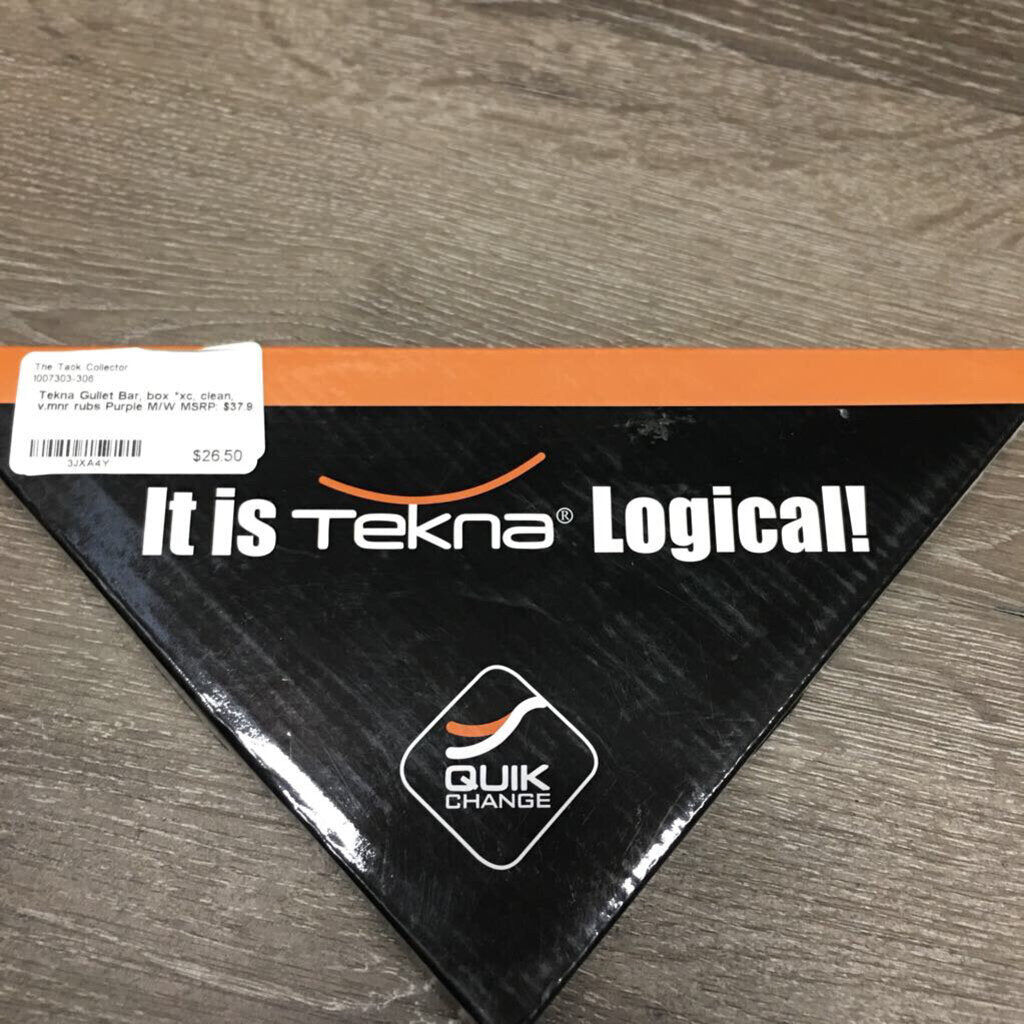 The Tack Collector
1007303-306
Tekna Gullet Bar, box *xc, clean,
v.mnr rubs Purple M/W MSRP: $37.9
3JXA4Y
$26.50
It is Tekna® Logical!
QUIK
CHANGE